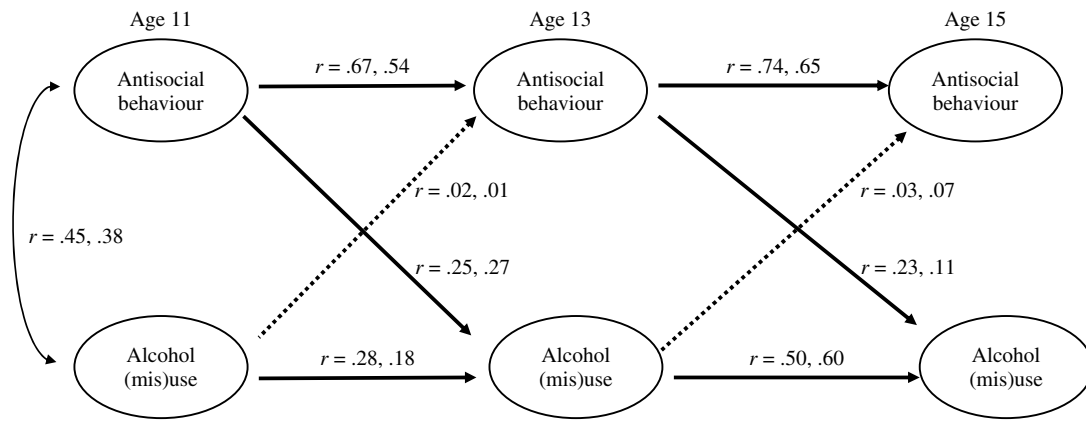 Age 11
Age 13
Age 15
Antisocial
behaviour
r = .67, .54
Antisocial
behaviour
r = .74, .65
Antisocial
behaviour
r = .02, .01
r = .03, .07
r = .45, .38
r = .25, .27
r = .23, .11
Alcohol
(mis)use
r = .28, .18
Alcohol
(mis)use
r = .50, .60
Alcohol
(mis)use